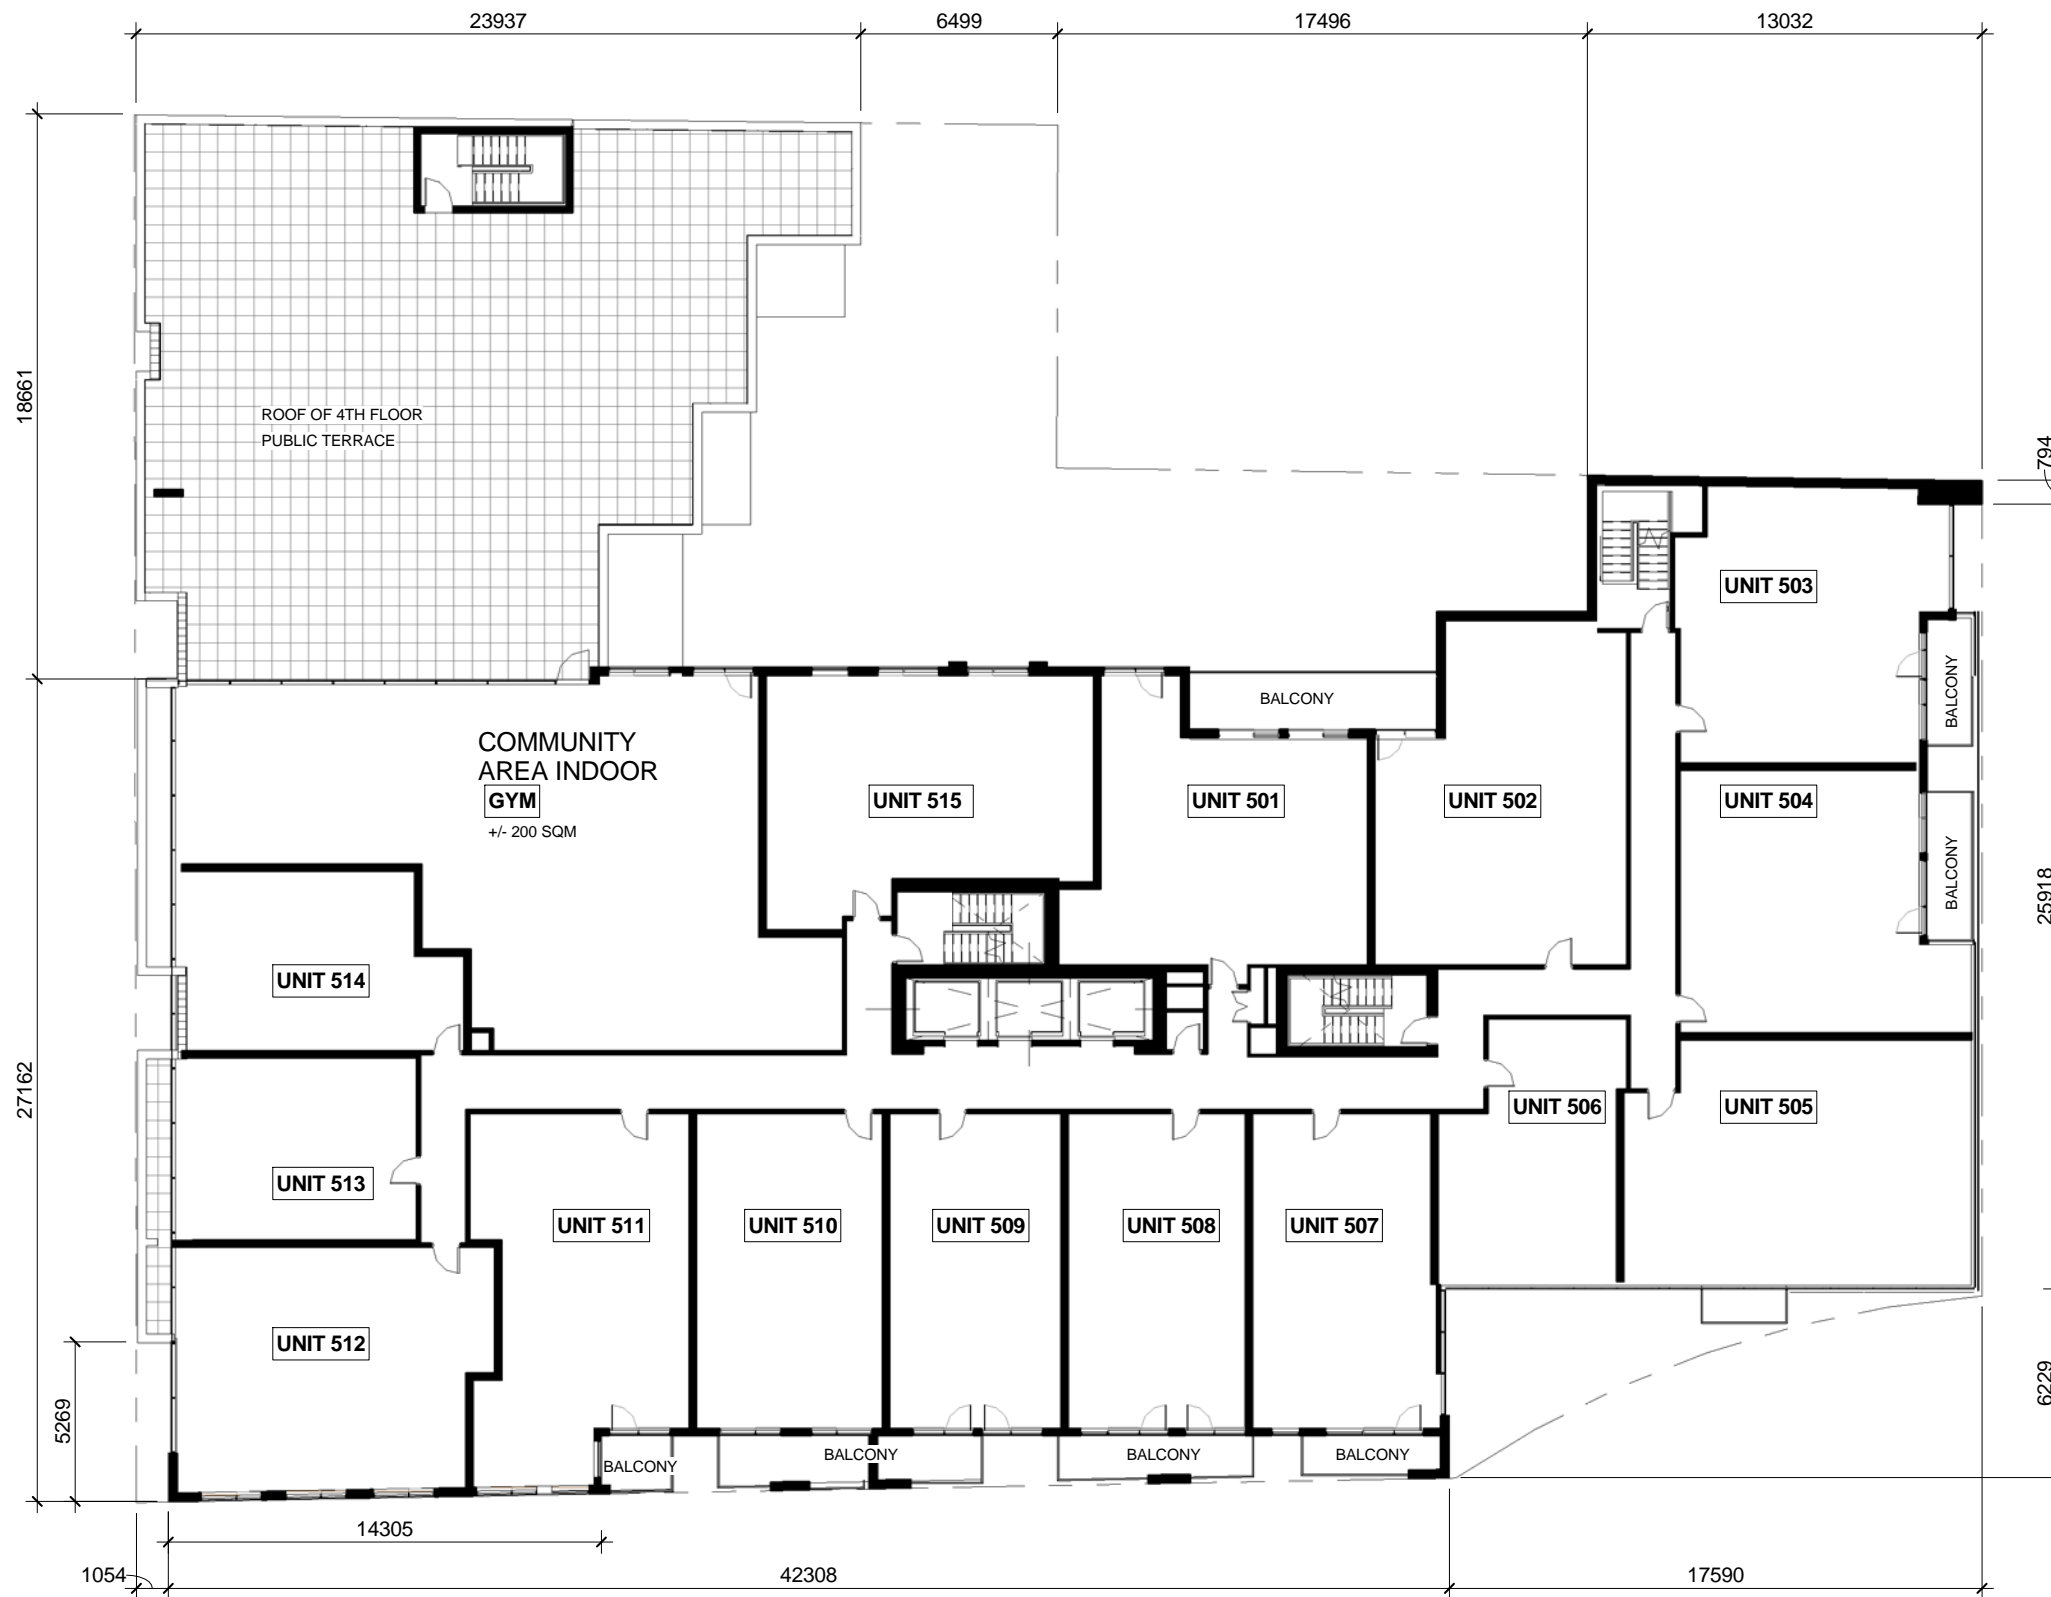 23937
6499
17496
13032
18661
ROOF OF 4TH FLOOR
PUBLIC TERRACE
794
UNIT 503
BALCONY
BALCONY
COMMUNITY
AREA INDOOR
GYM
+/- 200 SQM
UNIT 515
UNIT 501
UNIT 502
UNIT 504
BALCONY
25918
UNIT 514
27162
UNIT 506
UNIT 505
UNIT 513
UNIT 511
UNIT 510
UNIT 509
UNIT 508
UNIT 507
UNIT 512
5269
6229
BALCONY
BALCONY
BALCONY
BALCONY
14305
1054
42308
17590